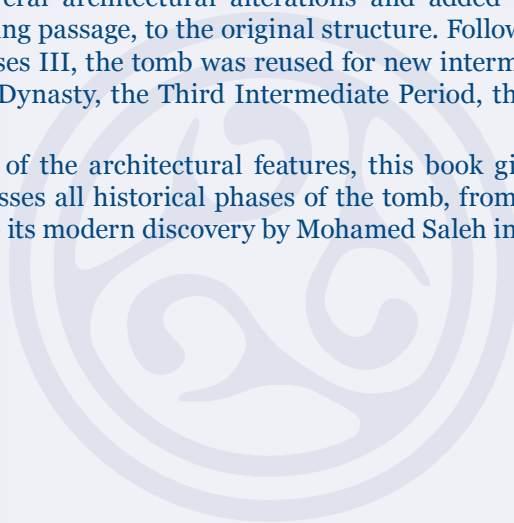 eral architectural alterations and added
ing passage, to the original structure. Follow
ses III, the tomb was reused for new interm
Dynasty, the Third Intermediate Period, th
of the architectural features, this book gi
sses all historical phases of the tomb, from
its modern discovery by Mohamed Saleh in